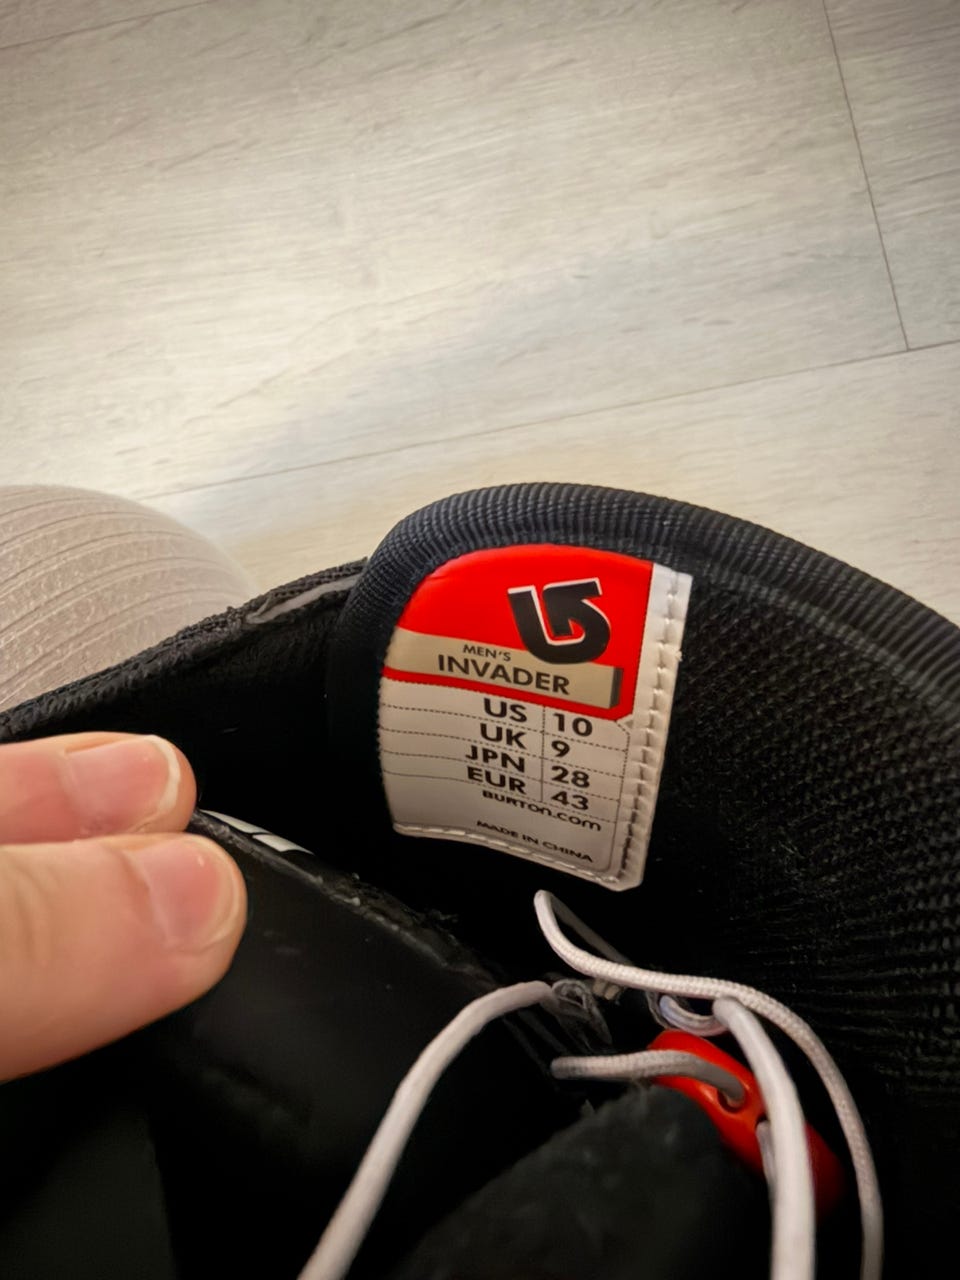 MEN'S
INVADER
US 10
UK 9
JPN 28
EUR 43
BURTON.COM
MADE IN CHINA